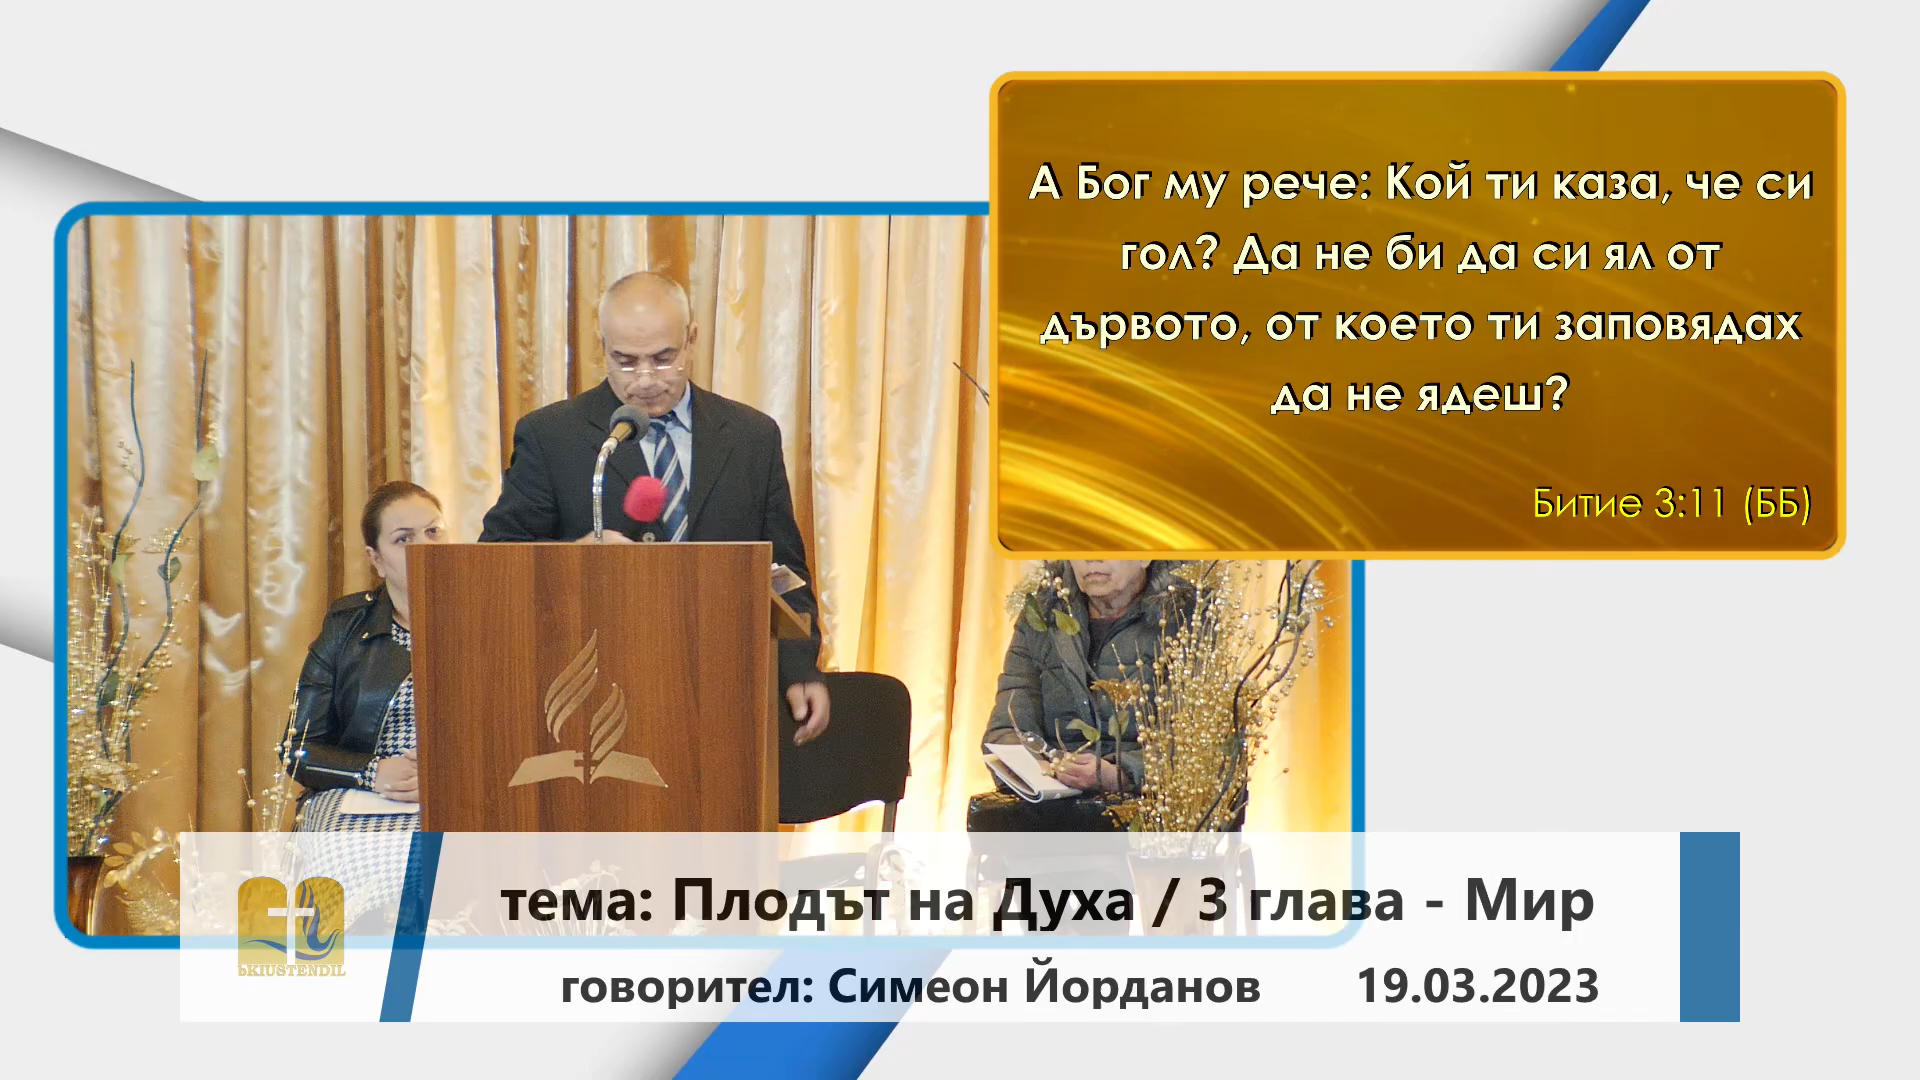 А Бог му рече: Кой ти каза, че си
гол? Да не би да си ял от
дървото, от което ти заповядах
да не ядеш?
Битие 3:11 (ББ)
тема: Плодът на Духа / 3 глава - Мир
говорител: Симеон Йорданов 19.03.2023
ЪKIUSTENDIL